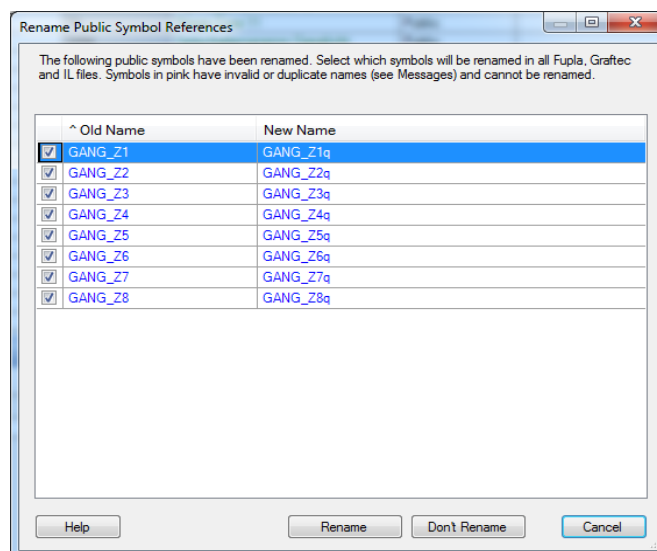 Rename Public Symbol References
The following public symbols have been renamed. Select which symbols will be renamed in all Fupla, Graftec
and IL files. Symbols in pink have invalid or duplicate names (see Messages) and cannot be renamed.
^ Old Name New Name
GANG_Z1 GANG_Z1q
GANG_Z2 GANG_Z2q
GANG_Z3 GANG_Z3q
GANG_Z4 GANG_Z4q
GANG_Z5 GANG_Z5q
GANG_Z6 GANG_Z6q
GANG_Z7 GANG_Z7q
GANG_Z8 GANG_Z8q
Help Rename Don't Rename Cancel